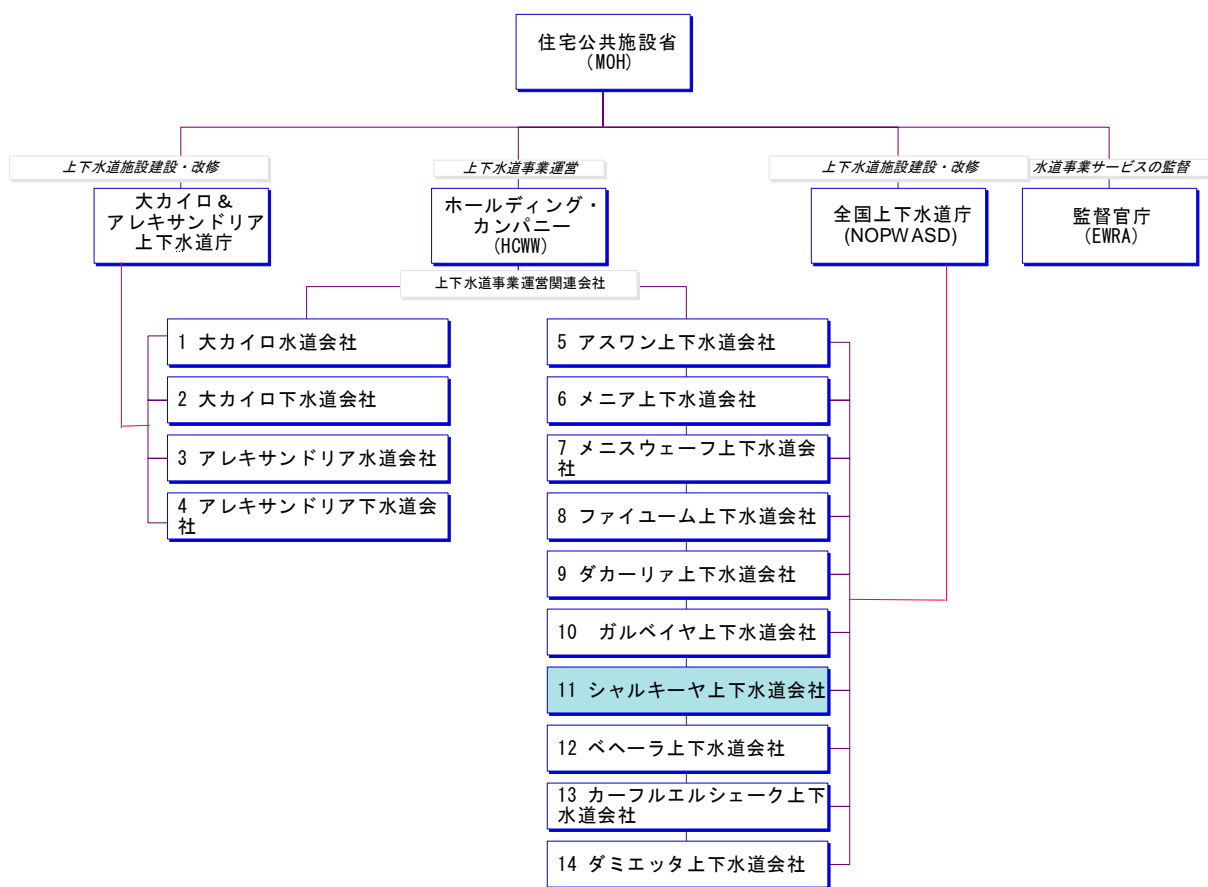 住宅公共施設省
(MOH)
上下水道施設建設・改修
上下水道事業運営
上下水道施設建設・改修
水道事業サービスの監督
大カイロ＆
アレキサンドリア
上下水道庁
ホールディング・
カンパニー
(HCWW)
全国上下水道庁
(NOPWASD)
監督官庁
(EWRA)
上下水道事業運営関連会社
1 大カイロ水道会社
2 大カイロ下水道会社
3 アレキサンドリア水道会社
4 アレキサンドリア下水道会
社
5 アスワン上下水道会社
6 メニア上下水道会社
7 メニスウェーフ上下水道会
社
8 ファイユーム上下水道会社
9 ダカーリァ上下水道会社
10　ガルベイヤ上下水道会社
11 シャルキーヤ上下水道会社
12 ベヘーラ上下水道会社
13 カーフルエルシェーク上下
水道会社
14 ダミエッタ上下水道会社